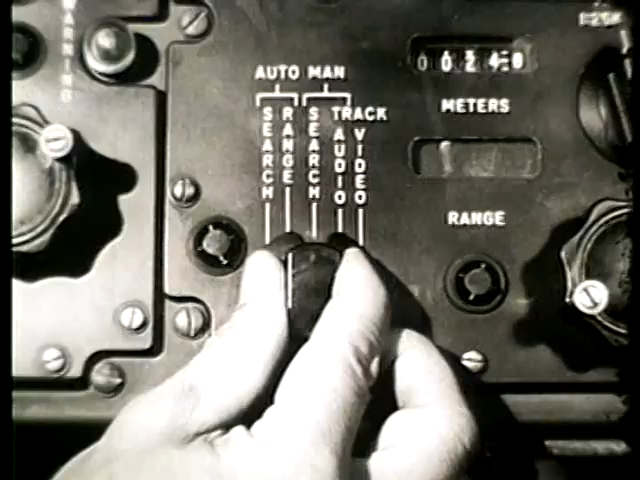 WARNING
AUTO MAN
SEARCH
RANGE
SEARCH
TRACK
AUDIO
VIDEO
METERS
RANGE